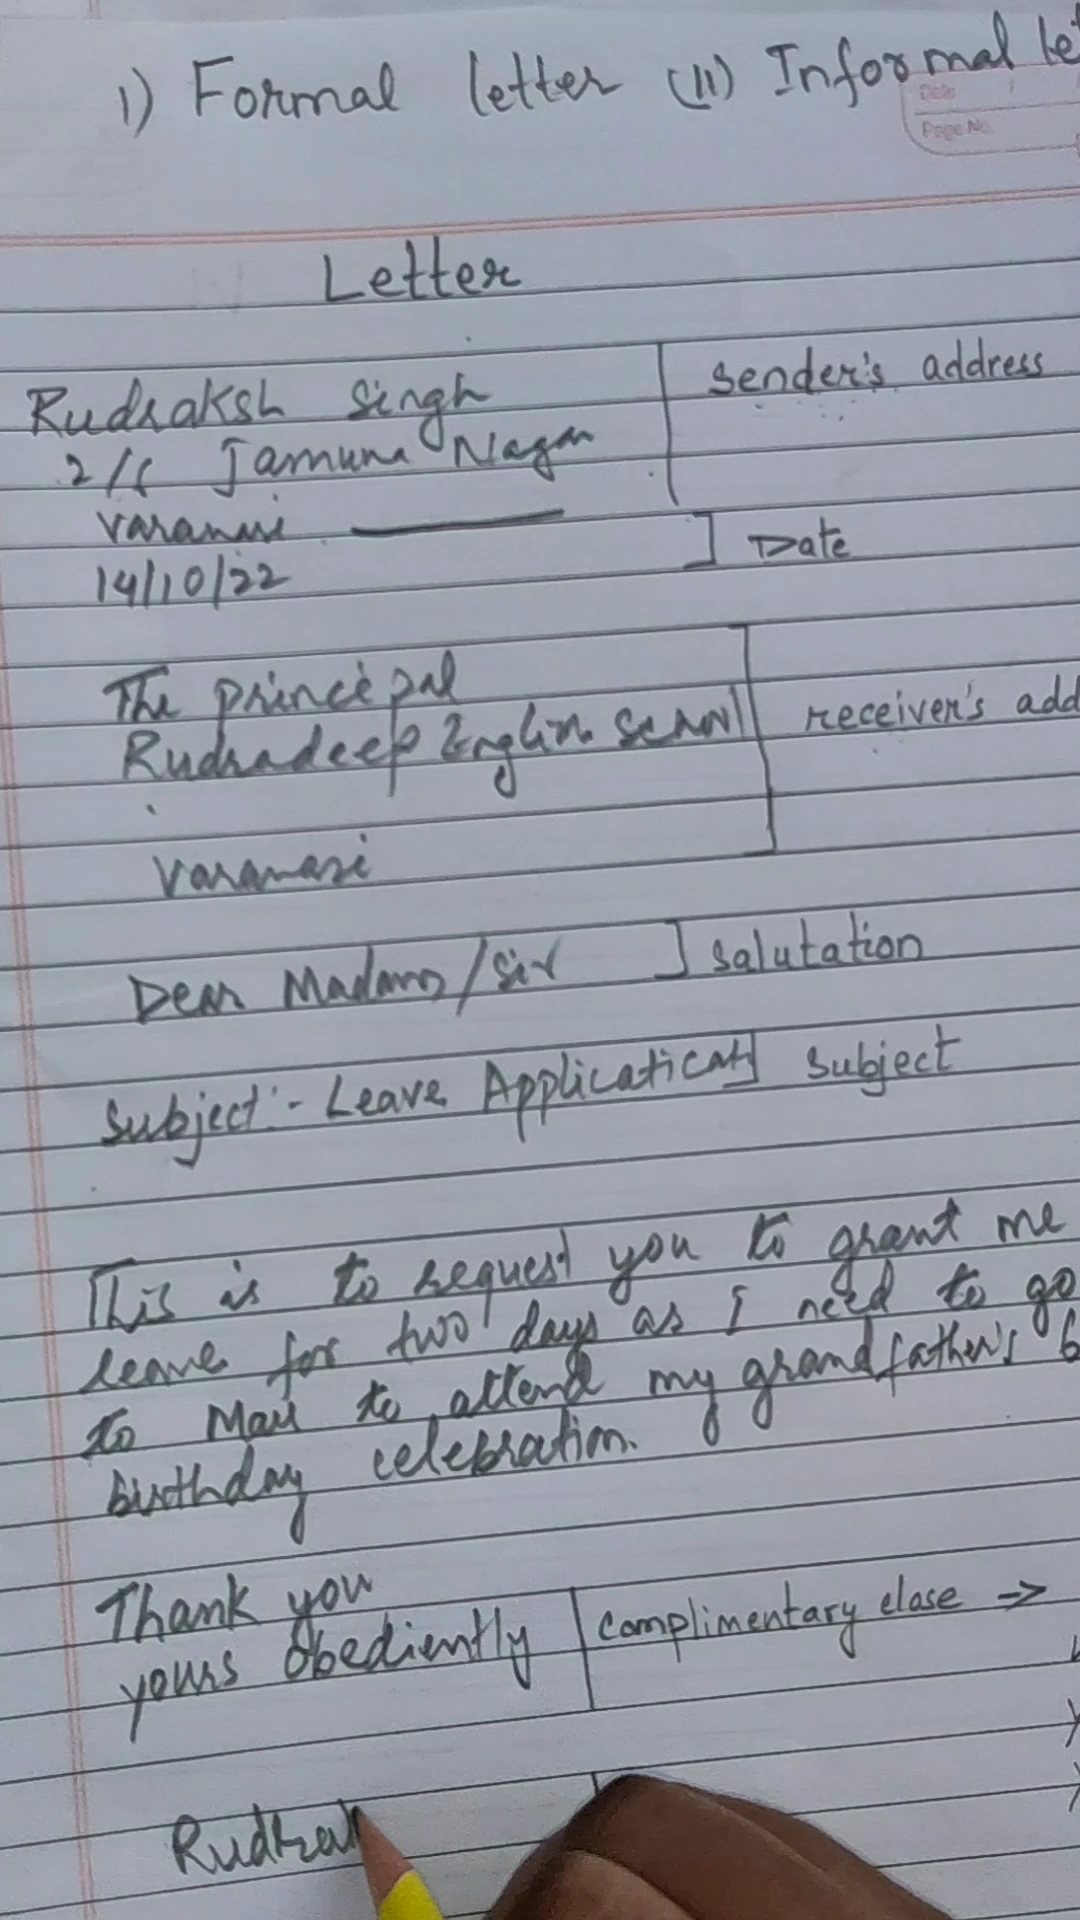 1) Formal letter (11) Informal le
Date
Page No.
Letter
Rudraksh Singh
sender's address
2/6 Jamuna Nagar
Varanasi
Date
14/10/22
The principal
Rudradeep English School
receiver's add
Varanasi
Dear Madam/Sir
salutation
Subject:- Leave Application
subject
This is to request you to grant me
leave for two days as I need to go
to Mau to attend my grandfather's b
birthday celebration.
Thank you
complimentary close →
yours obediently
Rudrak